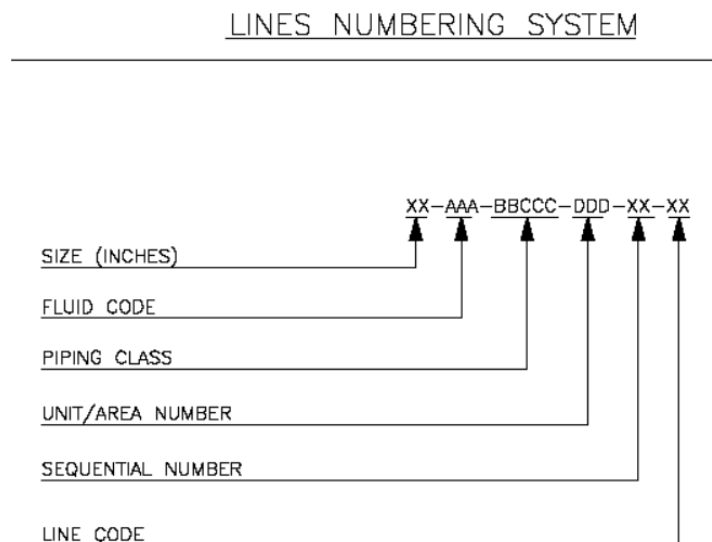 LINES NUMBERING SYSTEM
XX-AAA-BBCCC-DDD-XX-XX
SIZE (INCHES)
FLUID CODE
PIPING CLASS
UNIT/AREA NUMBER
SEQUENTIAL NUMBER
LINE CODE